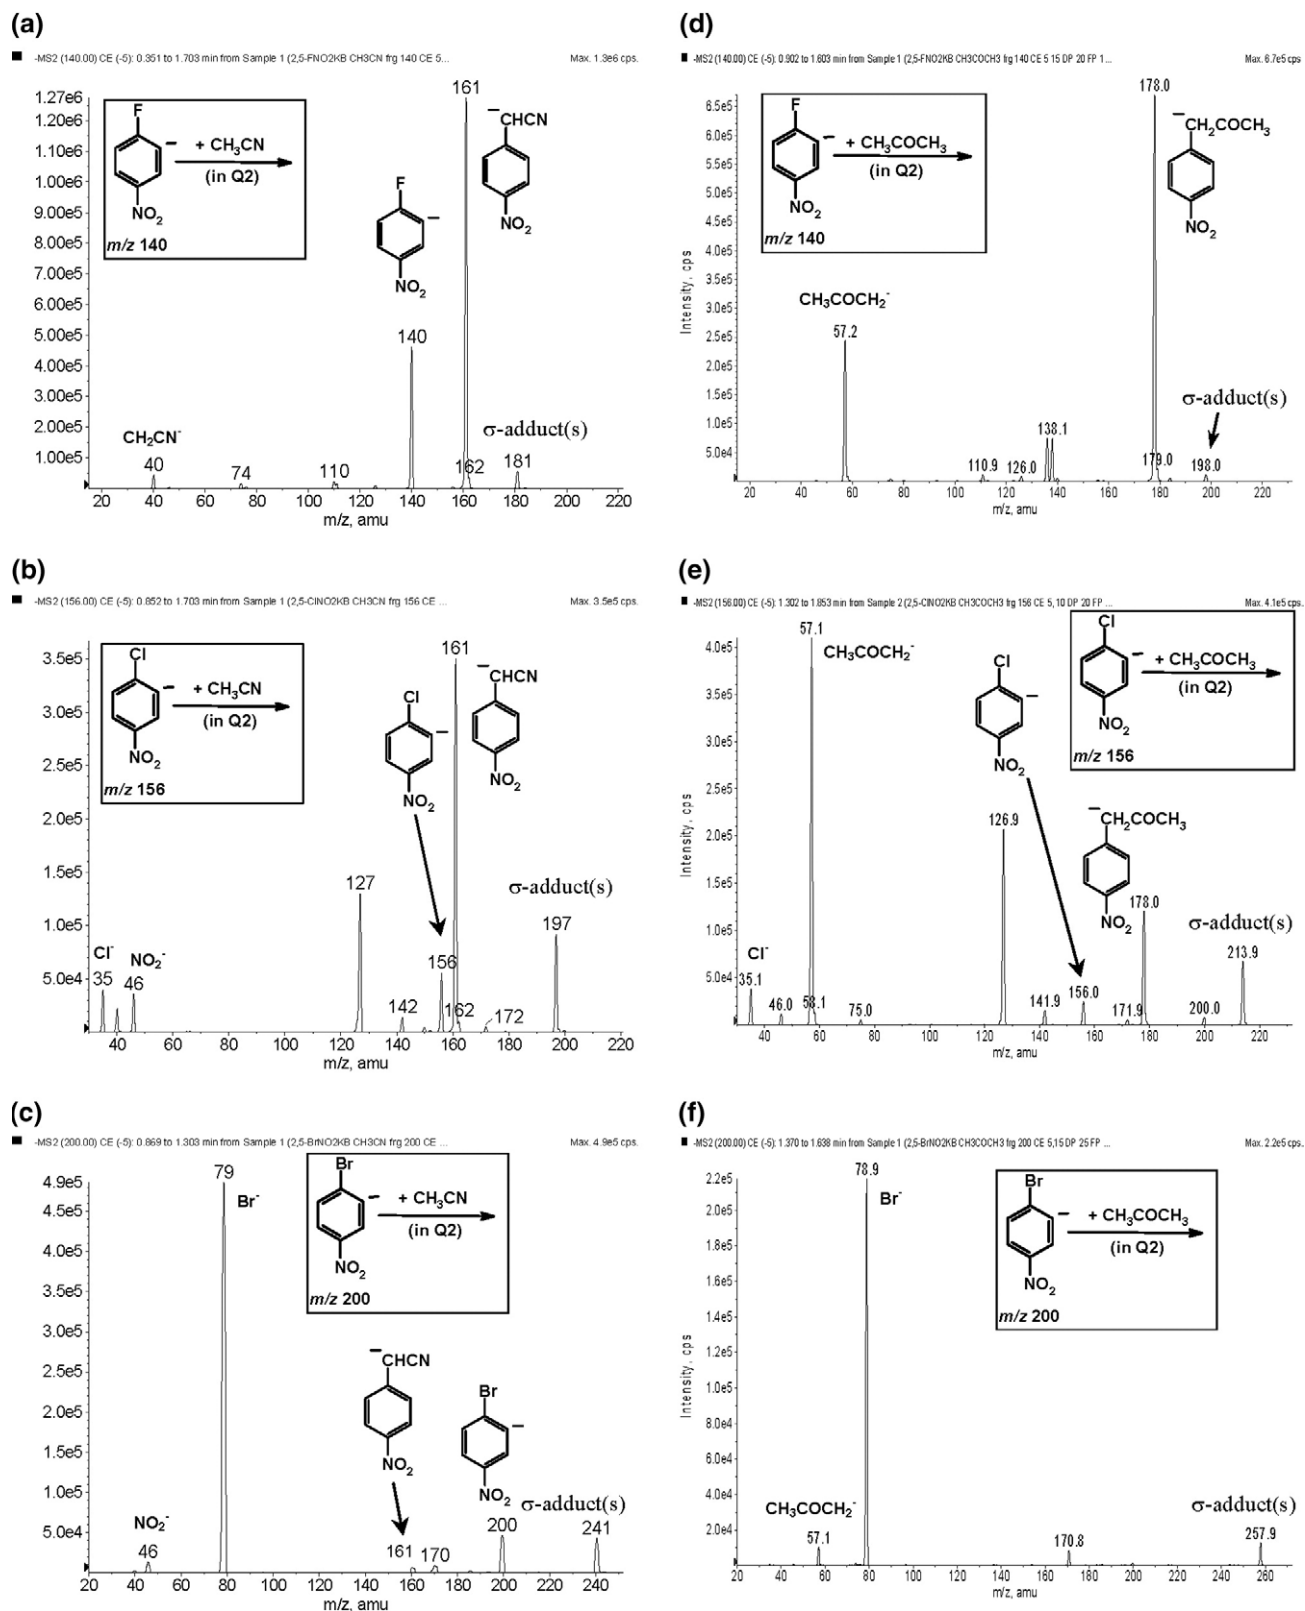 (a)
-MS2 (140.00) CE (-5): 0.351 to 1.703 min from Sample 1 (2,5-FNO2KB CH3CN frg 140 CE 5...
Max. 1.3e6 cps
1.27e6
1.20e6
1.10e6
1.00e6
9.00e5
8.00e5
7.00e5
6.00e5
5.00e5
4.00e5
3.00e5
2.00e5
1.00e5
F
−
+ CH3CN
(in Q2)
NO2
m/z 140
161
−
CHCN
NO2
F
−
NO2
140
CH2CN-
40
74
110
162
σ-adduct(s)
181
20 40 60 80 100 120 140 160 180 200 220
m/z, amu
(b)
-MS2 (156.00) CE (-5): 0.852 to 1.703 min from Sample 1 (2,5-ClNO2KB CH3CN frg 156 CE ...
Max. 3.5e5 cps.
3.5e5
3.0e5
2.5e5
2.0e5
1.5e5
1.0e5
5.0e4
Cl
−
+ CH3CN
(in Q2)
NO2
m/z 156
161
−
CHCN
NO2
Cl
−
NO2
127
σ-adduct(s)
197
Cl-
35
NO2-
46
142
156
162
172
40 60 80 100 120 140 160 180 200 220
m/z, amu
(c)
-MS2 (200.00) CE (-5): 0.869 to 1.303 min from Sample 1 (2,5-BrNO2KB CH3CN frg 200 CE ...
Max. 4.9e5 cps.
4.9e5
4.5e5
4.0e5
3.5e5
3.0e5
2.5e5
2.0e5
1.5e5
1.0e5
5.0e4
79
Br-
Br
−
+ CH3CN
(in Q2)
NO2
m/z 200
−
CHCN
NO2
Br
−
NO2
σ-adduct(s)
NO2-
46
161
170
200
241
20 40 60 80 100 120 140 160 180 200 220 240
m/z, amu
(d)
-MS2 (140.00) CE (-5): 0.902 to 1.603 min from Sample 1 (2,5-FNO2KB CH3COCH3 frg 140 CE 5 15 DP 20 FP 1...
Max. 6.7e5 cps
6.5e5
6.0e5
5.5e5
5.0e5
4.5e5
4.0e5
3.5e5
3.0e5
2.5e5
2.0e5
1.5e5
1.0e5
5.0e4
Intensity, cps
F
−
+ CH3COCH3
(in Q2)
NO2
m/z 140
178.0
−
CH2COCH3
NO2
CH3COCH2-
57.2
110.9
126.0
138.1
179.0
σ-adduct(s)
198.0
20 40 60 80 100 120 140 160 180 200 220
m/z, amu
(e)
-MS2 (156.00) CE (-5): 1.302 to 1.853 min from Sample 2 (2,5-ClNO2KB CH3COCH3 frg 156 CE 5,10 DP 20 FP ...
Max. 4.1e5 cps.
4.0e5
3.5e5
3.0e5
2.5e5
2.0e5
1.5e5
1.0e5
5.0e4
Intensity, cps
57.1
CH3COCH2-
Cl
−
NO2
Cl
−
+ CH3COCH3
(in Q2)
NO2
m/z 156
126.9
−
CH2COCH3
NO2
178.0
σ-adduct(s)
213.9
Cl-
35.1
46.0
58.1
75.0
141.9
156.0
171.9
200.0
40 60 80 100 120 140 160 180 200 220
m/z, amu
(f)
-MS2 (200.00) CE (-5): 1.370 to 1.638 min from Sample 1 (2,5-BrNO2KB CH3COCH3 frg 200 CE 5,15 DP 25 FP ...
Max. 2.2e5 cps.
2.2e5
2.0e5
1.8e5
1.6e5
1.4e5
1.2e5
1.0e5
8.0e4
6.0e4
4.0e4
2.0e4
Intensity, cps
78.9
Br-
Br
−
+ CH3COCH3
(in Q2)
NO2
m/z 200
CH3COCH2-
57.1
170.8
σ-adduct(s)
257.9
20 40 60 80 100 120 140 160 180 200 220 240 260
m/z, amu